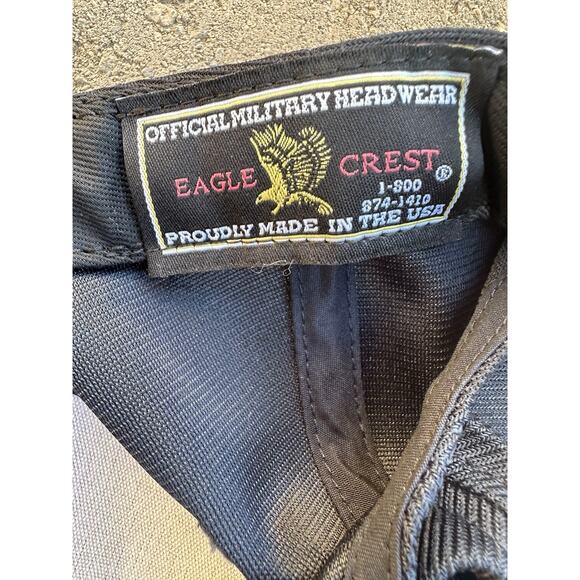 OFFICIAL MILITARY HEADWEAR
EAGLE CREST ®
1-800
874-1410
PROUDLY MADE IN THE USA